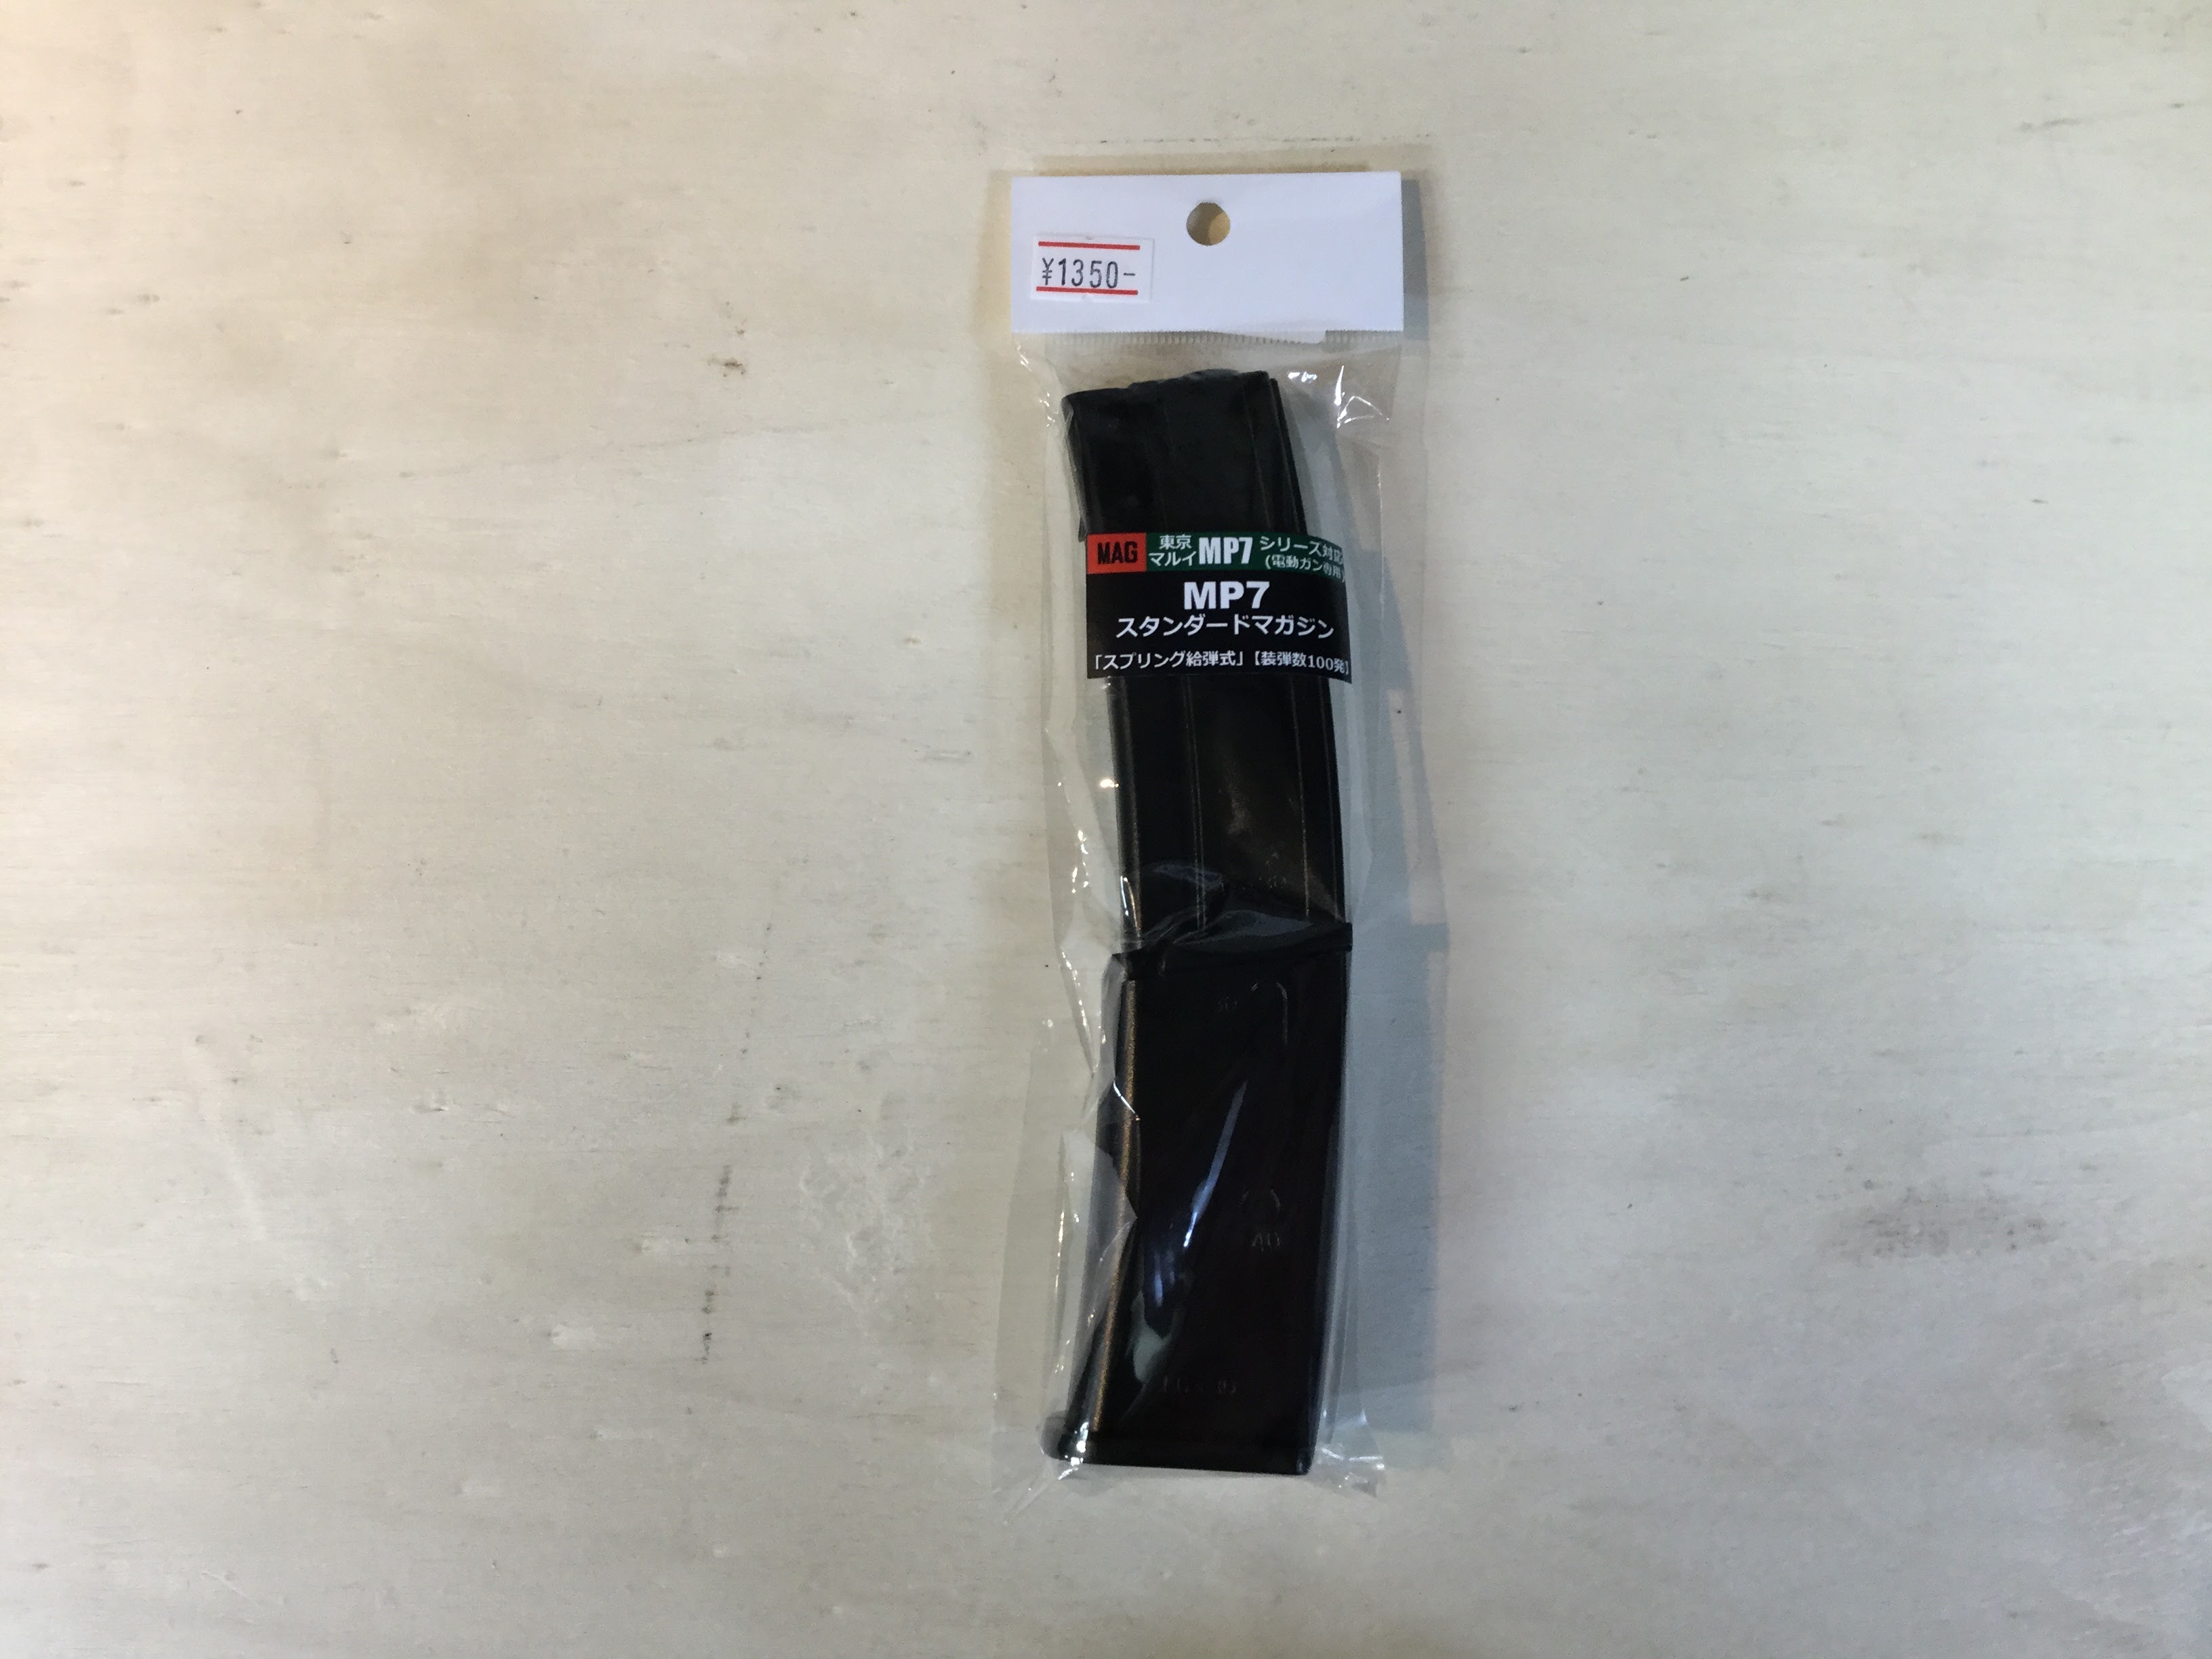 ¥1350-
MAG 東京マルイ MP7 シリーズ対応 (電動ガン専用)
MP7
スタンダードマガジン
「スプリング給弾式」【装弾数100発】
40